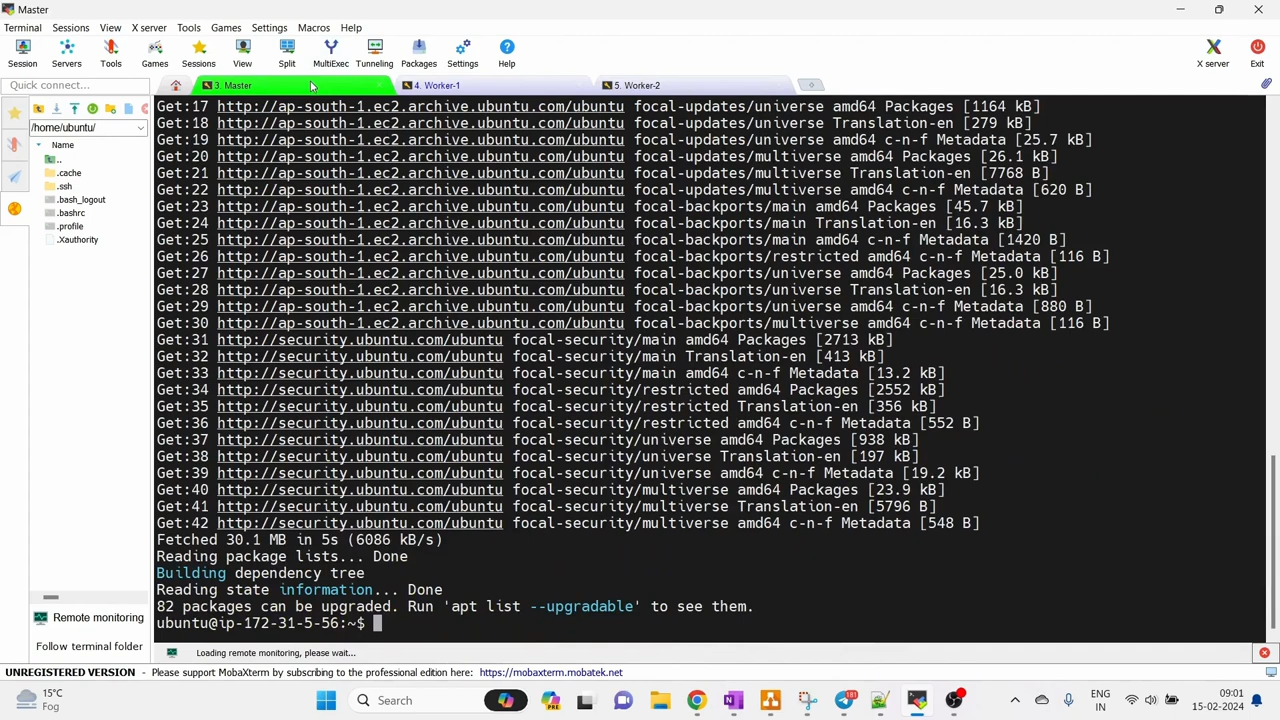 Master
Terminal Sessions View X server Tools Games Settings Macros Help
Session Servers Tools Games Sessions View Split MultiExec Tunneling Packages Settings Help X server Exit
Quick connect...
3. Master
4. Worker-1
5. Worker-2
/home/ubuntu/
Name
..
.cache
.ssh
.bash_logout
.bashrc
.profile
.Xauthority
Remote monitoring
Follow terminal folder
Get:17 http://ap-south-1.ec2.archive.ubuntu.com/ubuntu focal-updates/universe amd64 Packages [1164 kB]
Get:18 http://ap-south-1.ec2.archive.ubuntu.com/ubuntu focal-updates/universe Translation-en [279 kB]
Get:19 http://ap-south-1.ec2.archive.ubuntu.com/ubuntu focal-updates/universe amd64 c-n-f Metadata [25.7 kB]
Get:20 http://ap-south-1.ec2.archive.ubuntu.com/ubuntu focal-updates/multiverse amd64 Packages [26.1 kB]
Get:21 http://ap-south-1.ec2.archive.ubuntu.com/ubuntu focal-updates/multiverse Translation-en [7768 B]
Get:22 http://ap-south-1.ec2.archive.ubuntu.com/ubuntu focal-updates/multiverse amd64 c-n-f Metadata [620 B]
Get:23 http://ap-south-1.ec2.archive.ubuntu.com/ubuntu focal-backports/main amd64 Packages [45.7 kB]
Get:24 http://ap-south-1.ec2.archive.ubuntu.com/ubuntu focal-backports/main Translation-en [16.3 kB]
Get:25 http://ap-south-1.ec2.archive.ubuntu.com/ubuntu focal-backports/main amd64 c-n-f Metadata [1420 B]
Get:26 http://ap-south-1.ec2.archive.ubuntu.com/ubuntu focal-backports/restricted amd64 c-n-f Metadata [116 B]
Get:27 http://ap-south-1.ec2.archive.ubuntu.com/ubuntu focal-backports/universe amd64 Packages [25.0 kB]
Get:28 http://ap-south-1.ec2.archive.ubuntu.com/ubuntu focal-backports/universe Translation-en [16.3 kB]
Get:29 http://ap-south-1.ec2.archive.ubuntu.com/ubuntu focal-backports/universe amd64 c-n-f Metadata [880 B]
Get:30 http://ap-south-1.ec2.archive.ubuntu.com/ubuntu focal-backports/multiverse amd64 c-n-f Metadata [116 B]
Get:31 http://security.ubuntu.com/ubuntu focal-security/main amd64 Packages [2713 kB]
Get:32 http://security.ubuntu.com/ubuntu focal-security/main Translation-en [413 kB]
Get:33 http://security.ubuntu.com/ubuntu focal-security/main amd64 c-n-f Metadata [13.2 kB]
Get:34 http://security.ubuntu.com/ubuntu focal-security/restricted amd64 Packages [2552 kB]
Get:35 http://security.ubuntu.com/ubuntu focal-security/restricted Translation-en [356 kB]
Get:36 http://security.ubuntu.com/ubuntu focal-security/restricted amd64 c-n-f Metadata [552 B]
Get:37 http://security.ubuntu.com/ubuntu focal-security/universe amd64 Packages [938 kB]
Get:38 http://security.ubuntu.com/ubuntu focal-security/universe Translation-en [197 kB]
Get:39 http://security.ubuntu.com/ubuntu focal-security/universe amd64 c-n-f Metadata [19.2 kB]
Get:40 http://security.ubuntu.com/ubuntu focal-security/multiverse amd64 Packages [23.9 kB]
Get:41 http://security.ubuntu.com/ubuntu focal-security/multiverse Translation-en [5796 B]
Get:42 http://security.ubuntu.com/ubuntu focal-security/multiverse amd64 c-n-f Metadata [548 B]
Fetched 30.1 MB in 5s (6086 kB/s)
Reading package lists... Done
Building dependency tree
Reading state information... Done
82 packages can be upgraded. Run 'apt list --upgradable' to see them.
ubuntu@ip-172-31-5-56:~$
Loading remote monitoring, please wait...
UNREGISTERED VERSION - Please support MobaXterm by subscribing to the professional edition here: https://mobaxterm.mobatek.net
15°C
Fog
Search
181
ENG
IN
09:01
15-02-2024